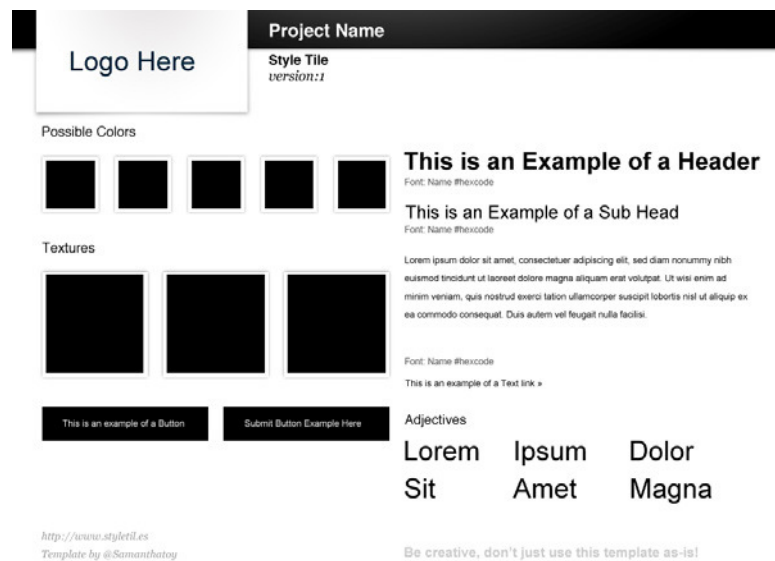 Logo Here
Project Name
Style Tile
version:1
Possible Colors
Textures
This is an example of a Button
Submit Button Example Here
http://www.styletil.es
Template by @Samanthatoy
This is an Example of a Header
Font: Name #hexcode
This is an Example of a Sub Head
Font: Name #hexcode
Lorem ipsum dolor sit amet, consectetuer adipiscing elit, sed diam nonummy nibh
euismod tincidunt ut laoreet dolore magna aliquam erat volutpat. Ut wisi enim ad
minim veniam, quis nostrud exerci tation ullamcorper suscipit lobortis nisl ut aliquip ex
ea commodo consequat. Duis autem vel feugait nulla facilisi.
Font: Name #hexcode
This is an example of a Text link »
Adjectives
Lorem Ipsum Dolor
Sit Amet Magna
Be creative, don't just use this template as-is!